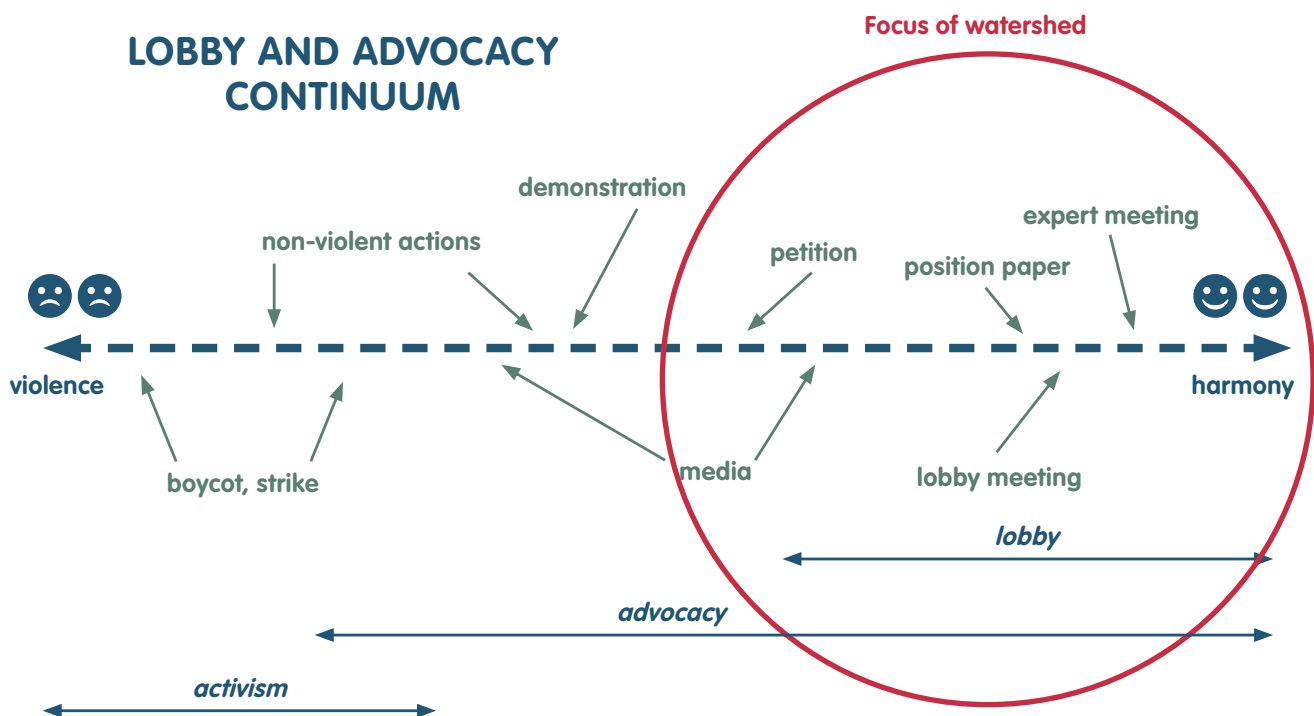 Focus of watershed
LOBBY AND ADVOCACY
CONTINUUM
demonstration
expert meeting
non-violent actions
petition
position paper
violence
harmony
media
lobby meeting
boycot, strike
lobby
advocacy
activism